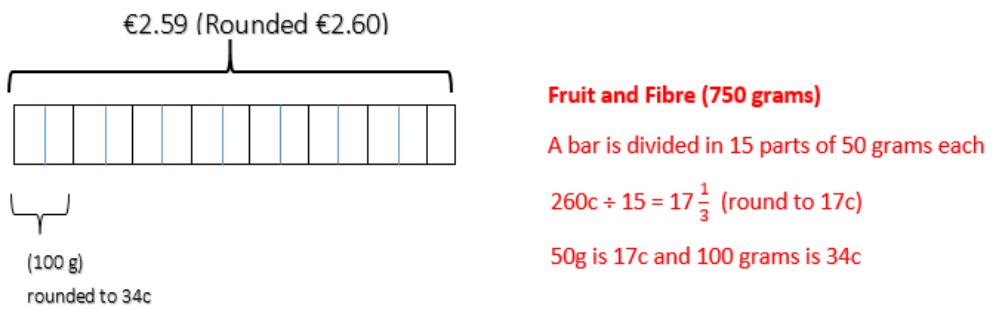 €2.59 (Rounded €2.60)
Fruit and Fibre (750 grams)
A bar is divided in 15 parts of 50 grams each
260c ÷ 15 = 17 1/3 (round to 17c)
50g is 17c and 100 grams is 34c
(100 g)
rounded to 34c